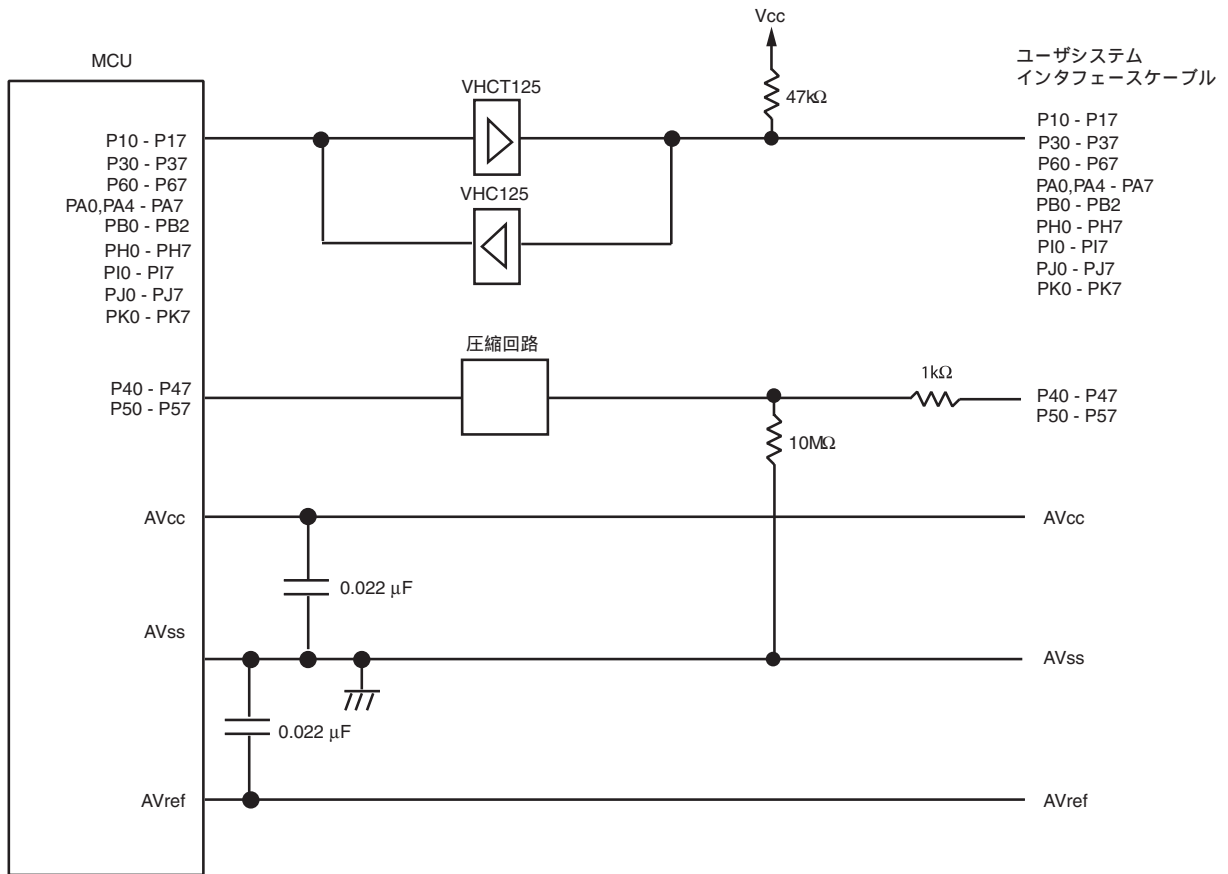 Vcc
MCU
ユーザシステム
インタフェースケーブル
VHCT125
47kΩ
P10 - P17
P30 - P37
P60 - P67
PA0,PA4 - PA7
PB0 - PB2
PH0 - PH7
PI0 - PI7
PJ0 - PJ7
PK0 - PK7
VHC125
P10 - P17
P30 - P37
P60 - P67
PA0,PA4 - PA7
PB0 - PB2
PH0 - PH7
PI0 - PI7
PJ0 - PJ7
PK0 - PK7
圧縮回路
1kΩ
P40 - P47
P50 - P57
P40 - P47
P50 - P57
10MΩ
AVcc
AVcc
0.022 μF
AVss
AVss
0.022 μF
AVref
AVref